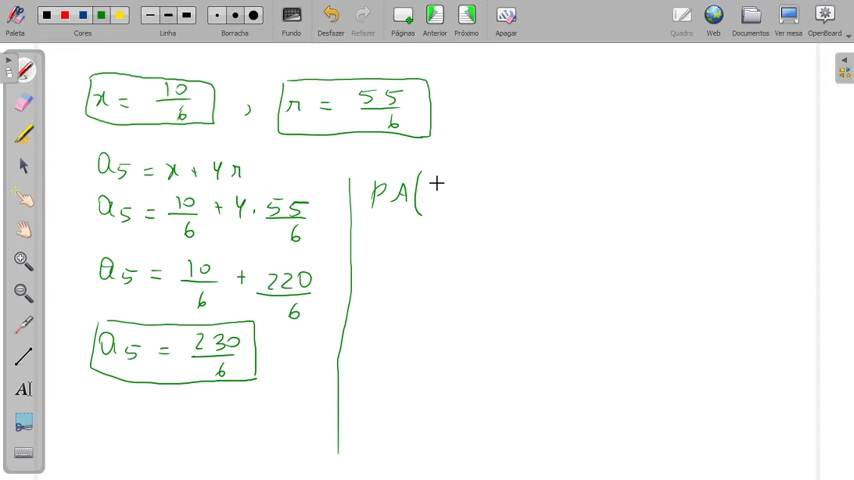 Paleta
Cores
Linha
Borracha
Fundo
Desfazer
Refazer
Páginas
Anterior
Próximo
Apagar
Quadro
Web
Documentos
Ver mesa
OpenBoard
x = 10/6 , r = 55/6
a5 = x + 4r
a5 = 10/6 + 4 . 55/6
a5 = 10/6 + 220/6
a5 = 230/6
PA(